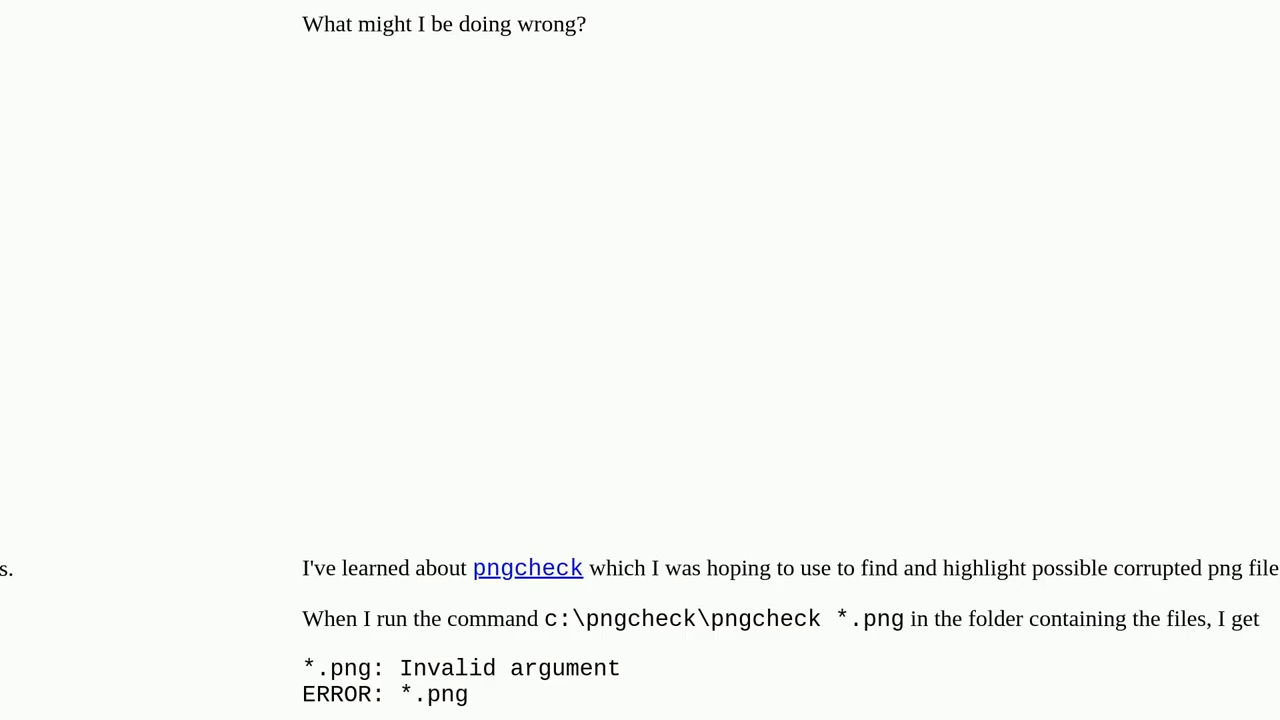 What might I be doing wrong?
s.
I've learned about pngcheck which I was hoping to use to find and highlight possible corrupted png file
When I run the command c:\pngcheck\pngcheck *.png in the folder containing the files, I get
*.png: Invalid argument
ERROR: *.png